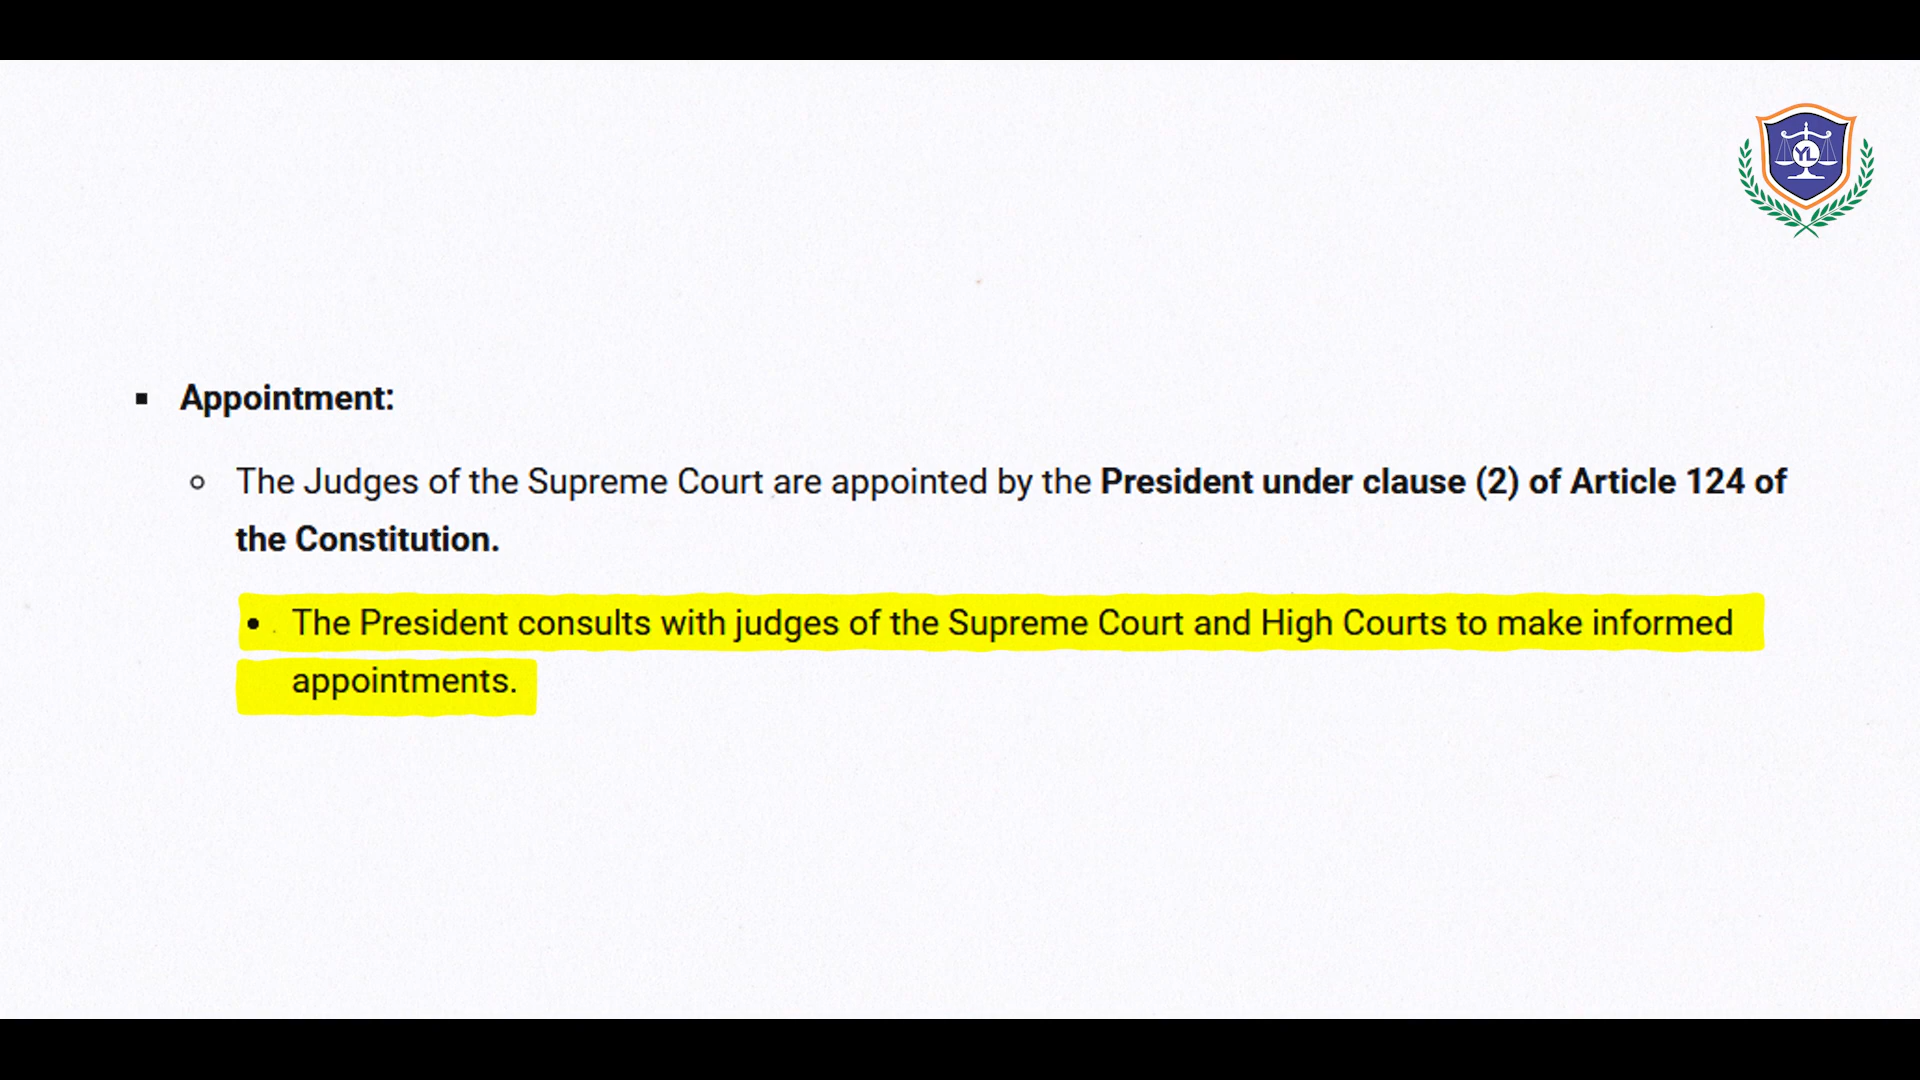 YL
▪ Appointment:
○ The Judges of the Supreme Court are appointed by the President under clause (2) of Article 124 of
the Constitution.
• The President consults with judges of the Supreme Court and High Courts to make informed
appointments.